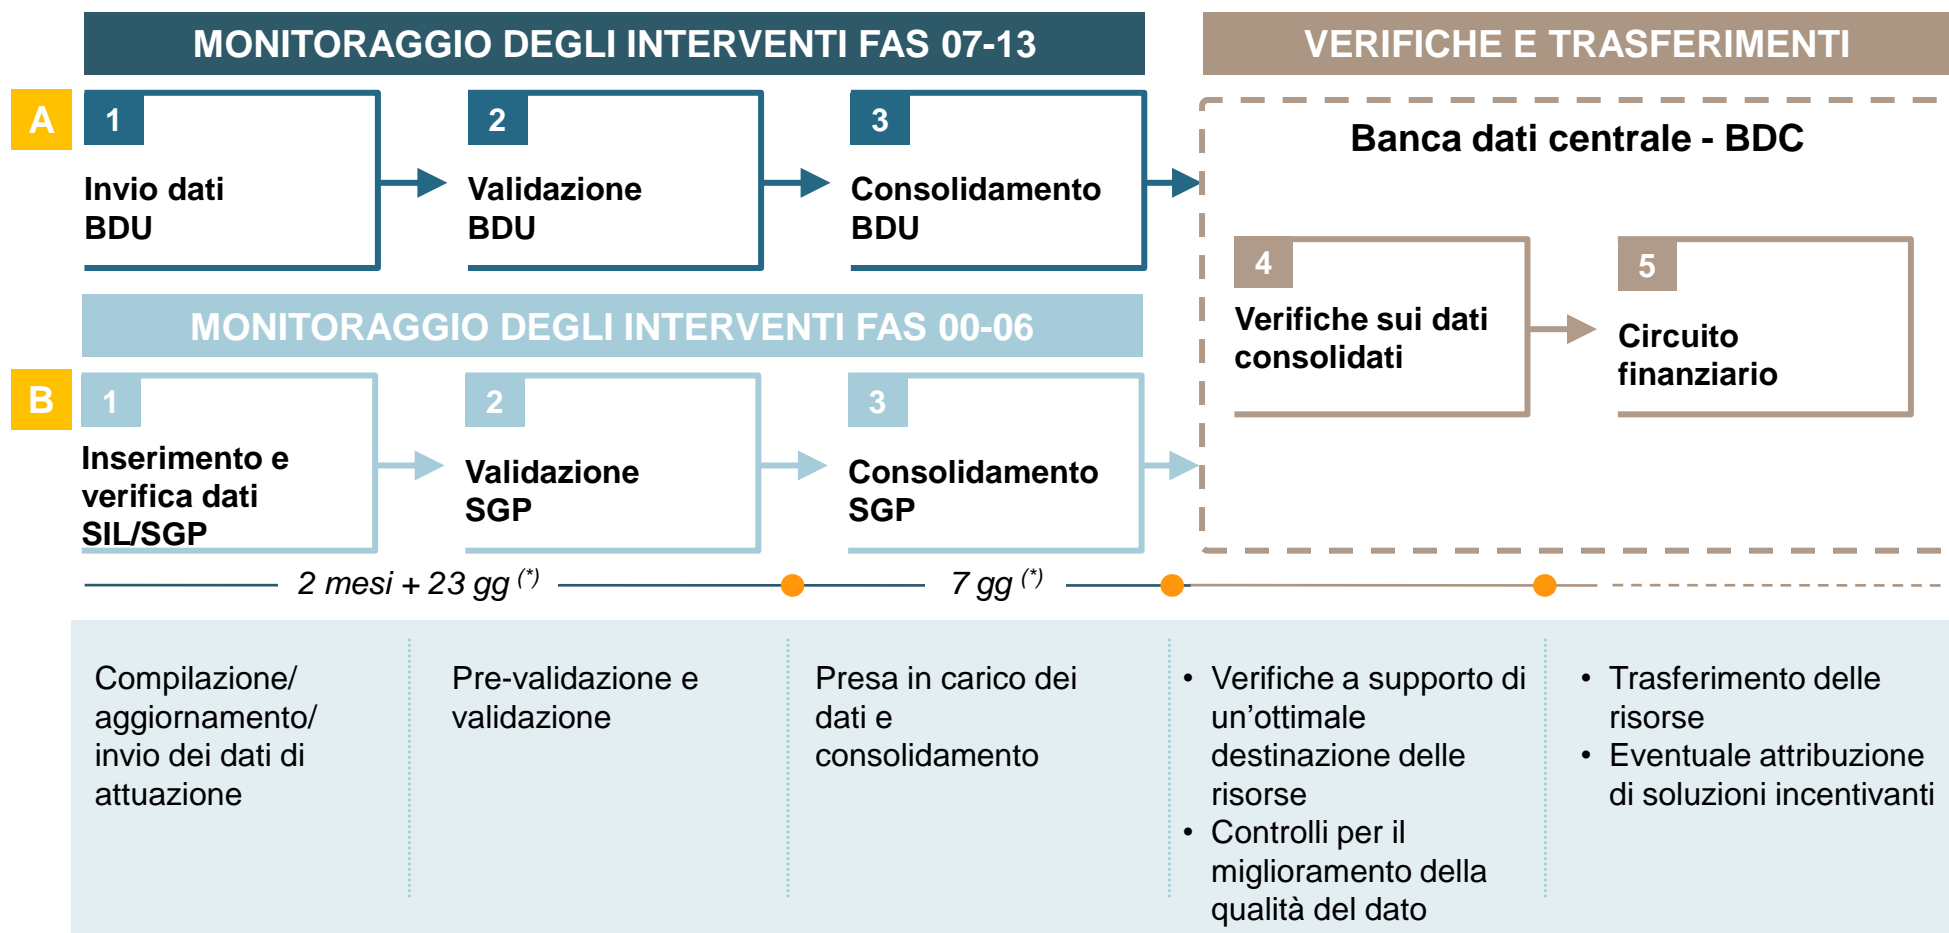 MONITORAGGIO DEGLI INTERVENTI FAS 07-13
VERIFICHE E TRASFERIMENTI
A
1
Invio dati
BDU
2
Validazione
BDU
3
Consolidamento
BDU
Banca dati centrale - BDC
4
Verifiche sui dati
consolidati
5
Circuito
finanziario
MONITORAGGIO DEGLI INTERVENTI FAS 00-06
B
1
Inserimento e
verifica dati
SIL/SGP
2
Validazione
SGP
3
Consolidamento
SGP
2 mesi + 23 gg (*)
7 gg (*)
Compilazione/
aggiornamento/
invio dei dati di
attuazione
Pre-validazione e
validazione
Presa in carico dei
dati e
consolidamento
• Verifiche a supporto di
un'ottimale
destinazione delle
risorse
• Controlli per il
miglioramento della
qualità del dato
• Trasferimento delle
risorse
• Eventuale attribuzione
di soluzioni incentivanti